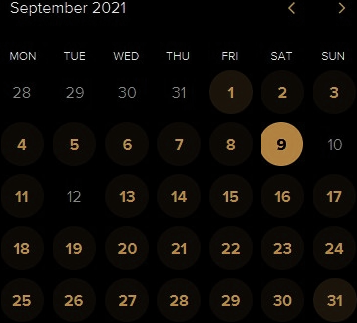 September 2021
MON TUE WED THU FRI SAT SUN
28 29 30 31 1 2 3
4 5 6 7 8 9 10
11 12 13 14 15 16 17
18 19 20 21 22 23 24
25 26 27 28 29 30 31